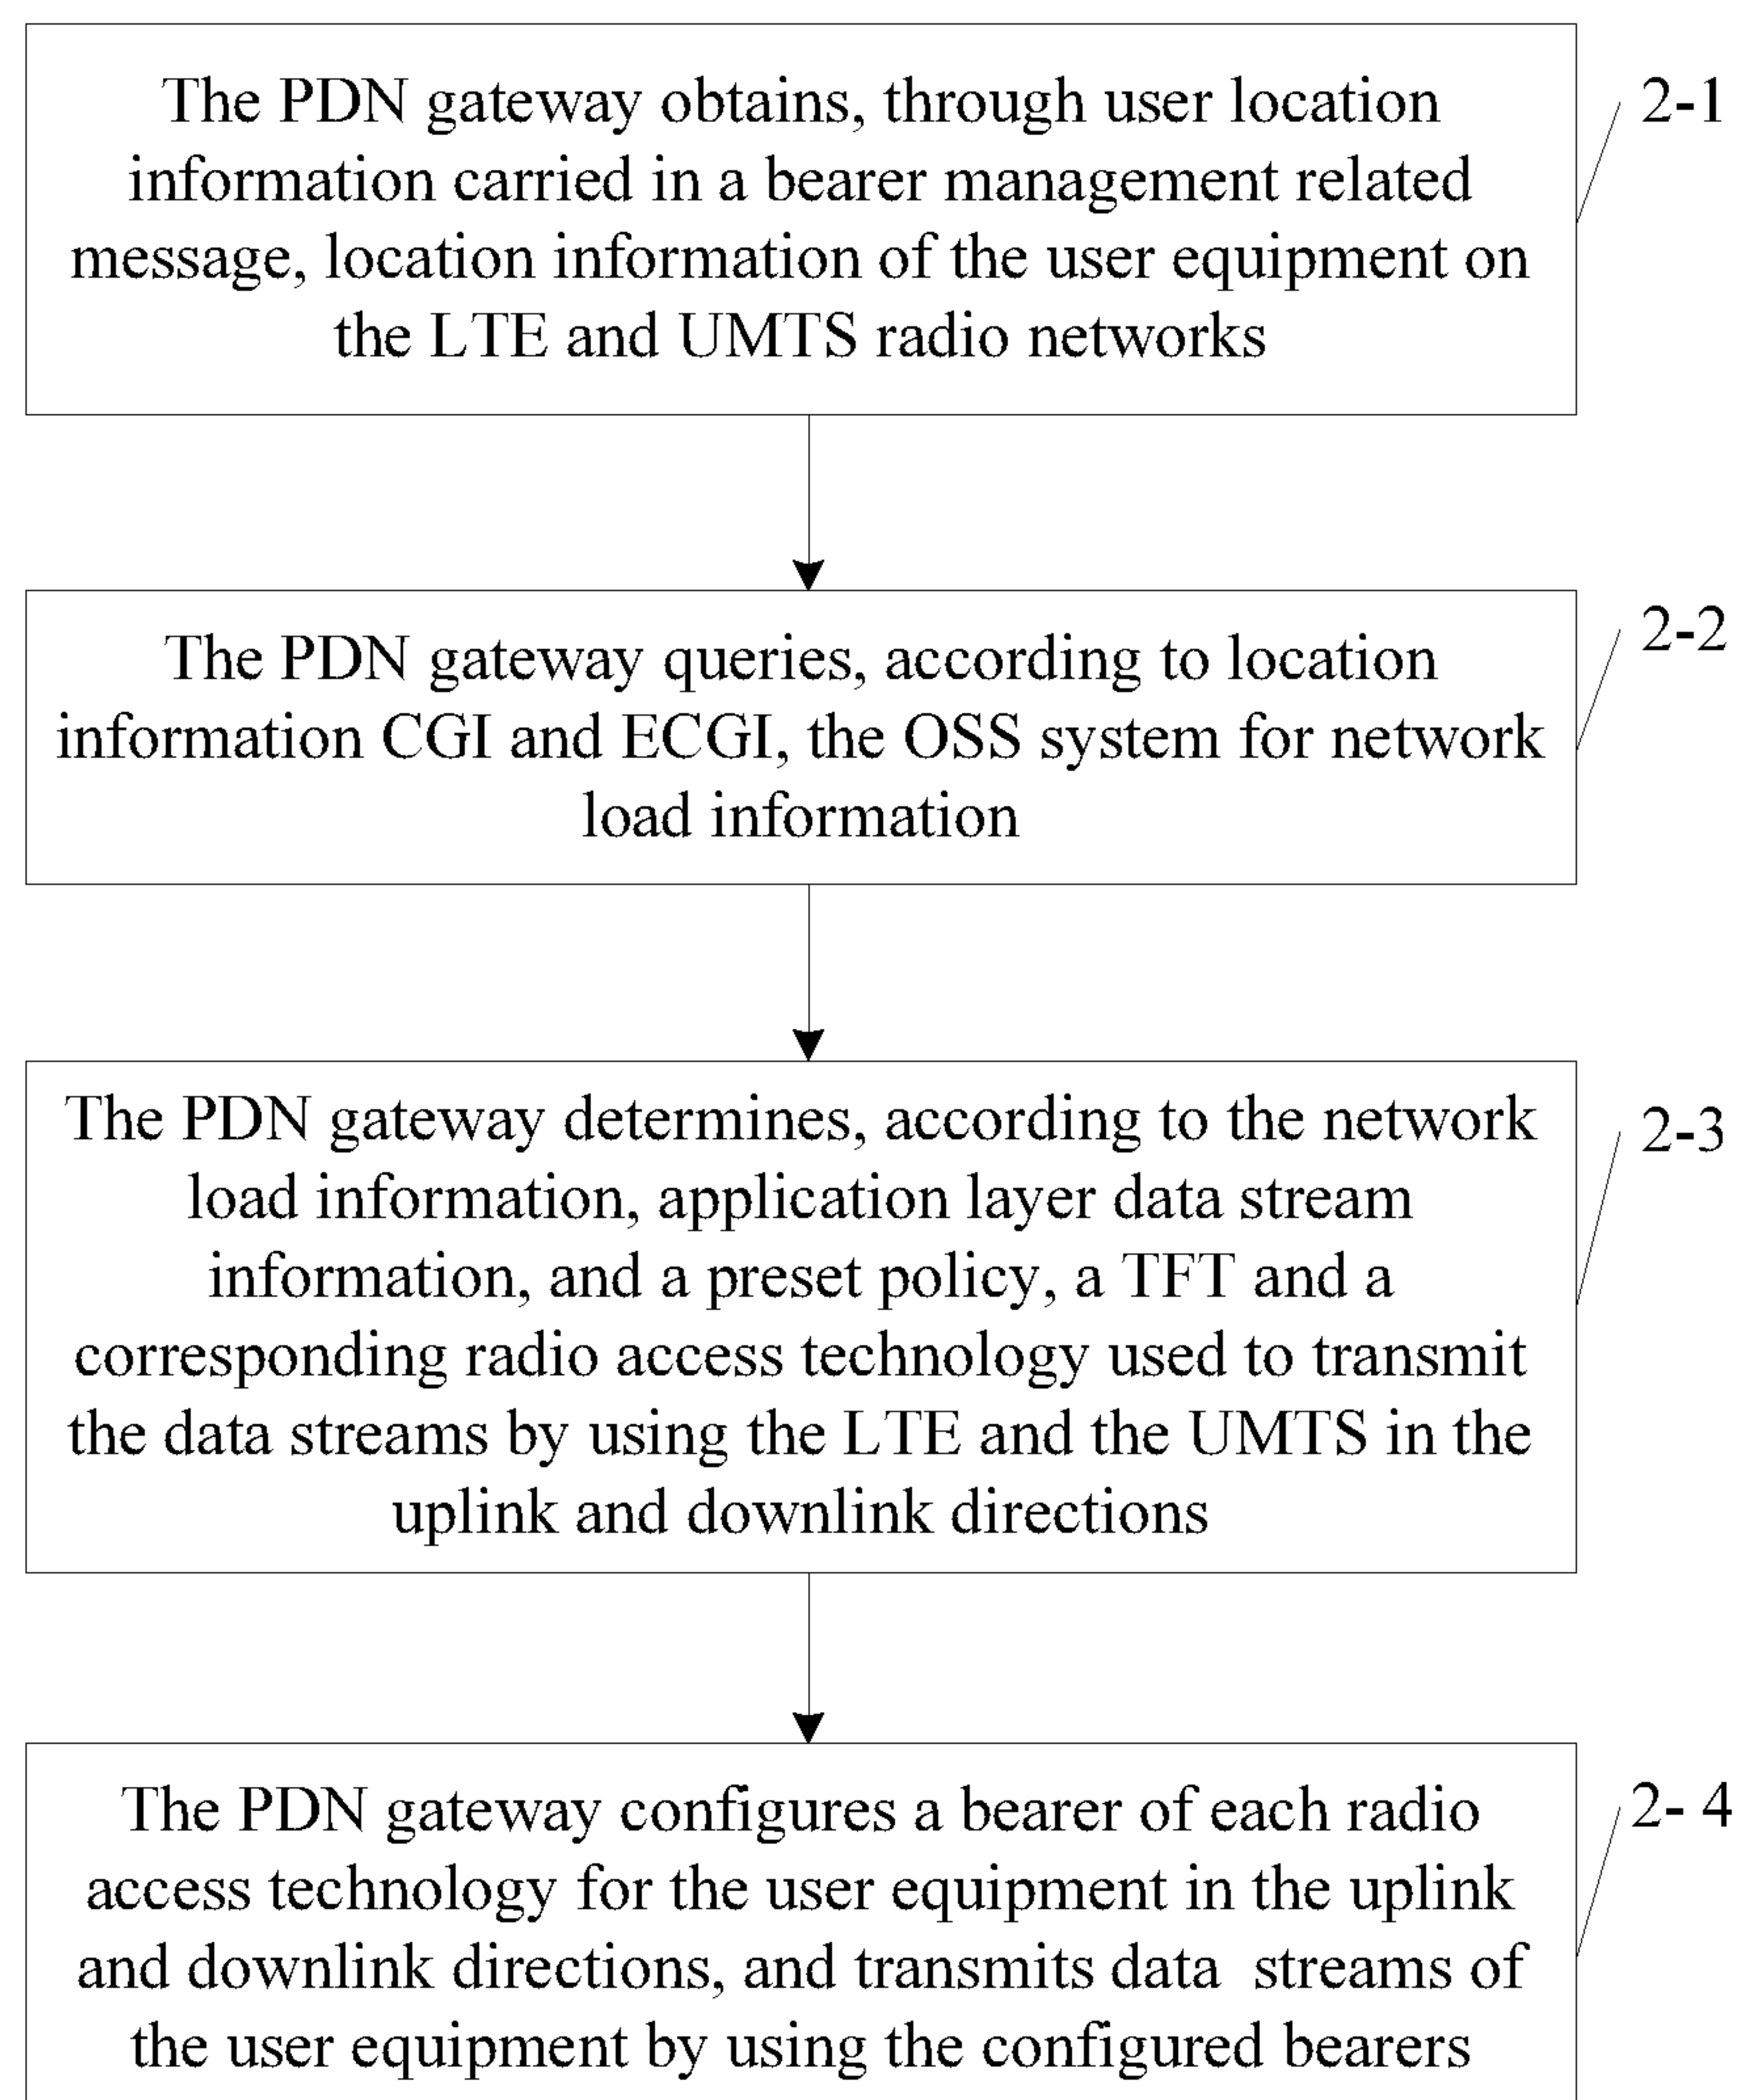 The PDN gateway obtains, through user location
information carried in a bearer management related
message, location information of the user equipment on
the LTE and UMTS radio networks
2-1
The PDN gateway queries, according to location
information CGI and ECGI, the OSS system for network
load information
2-2
The PDN gateway determines, according to the network
load information, application layer data stream
information, and a preset policy, a TFT and a
corresponding radio access technology used to transmit
the data streams by using the LTE and the UMTS in the
uplink and downlink directions
2-3
The PDN gateway configures a bearer of each radio
access technology for the user equipment in the uplink
and downlink directions, and transmits data  streams of
the user equipment by using the configured bearers
2- 4